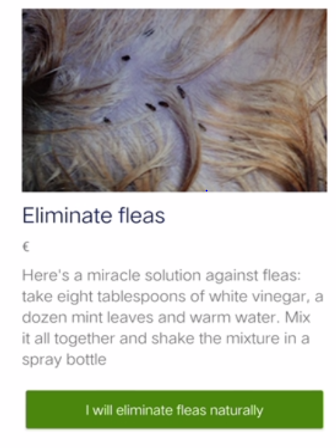 Eliminate fleas
€
Here's a miracle solution against fleas:
take eight tablespoons of white vinegar, a
dozen mint leaves and warm water. Mix
it all together and shake the mixture in a
spray bottle
I will eliminate fleas naturally